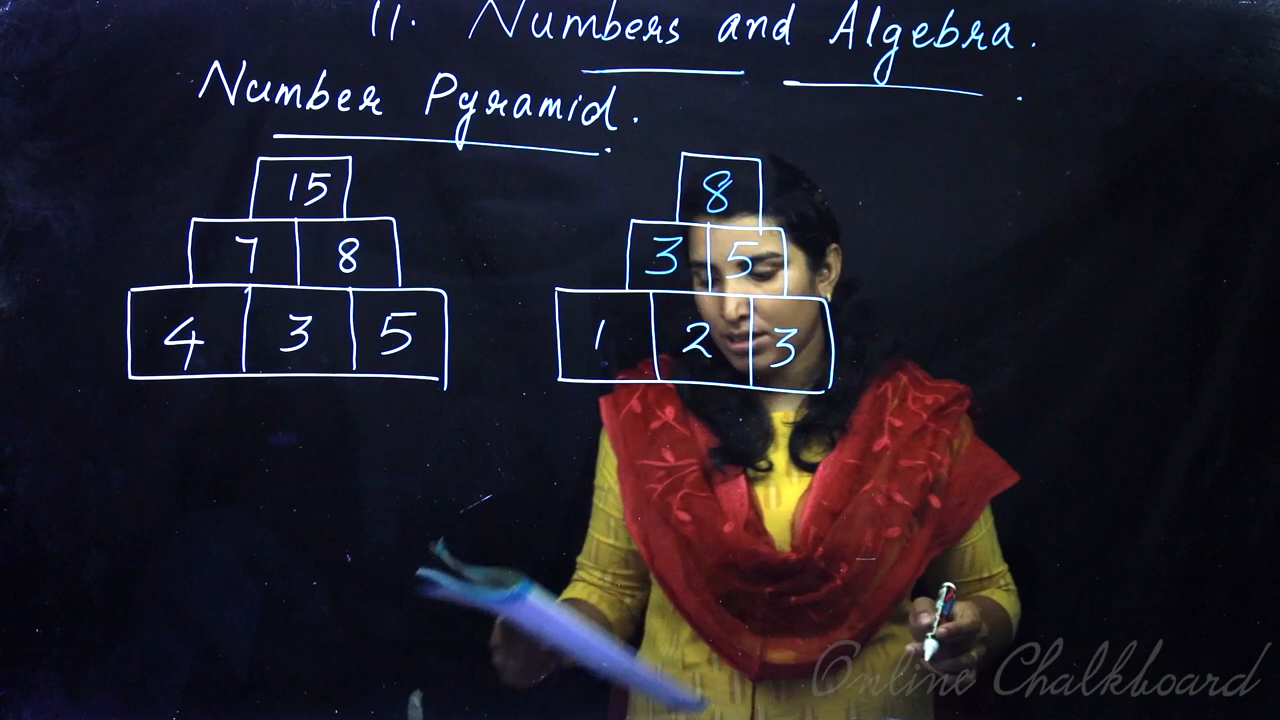 11. Numbers and Algebra.
Number Pyramid.
15
7 8
4 3 5
8
3 5
1 2 3
Online Chalkboard